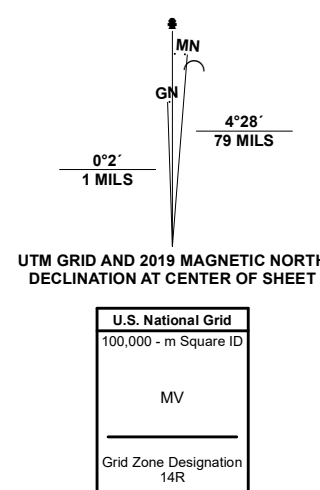 MN
GN
4°28´
79 MILS
0°2´
1 MILS
UTM GRID AND 2019 MAGNETIC NORTH
DECLINATION AT CENTER OF SHEET
U.S. National Grid
100,000 - m Square ID
MV
Grid Zone Designation
14R